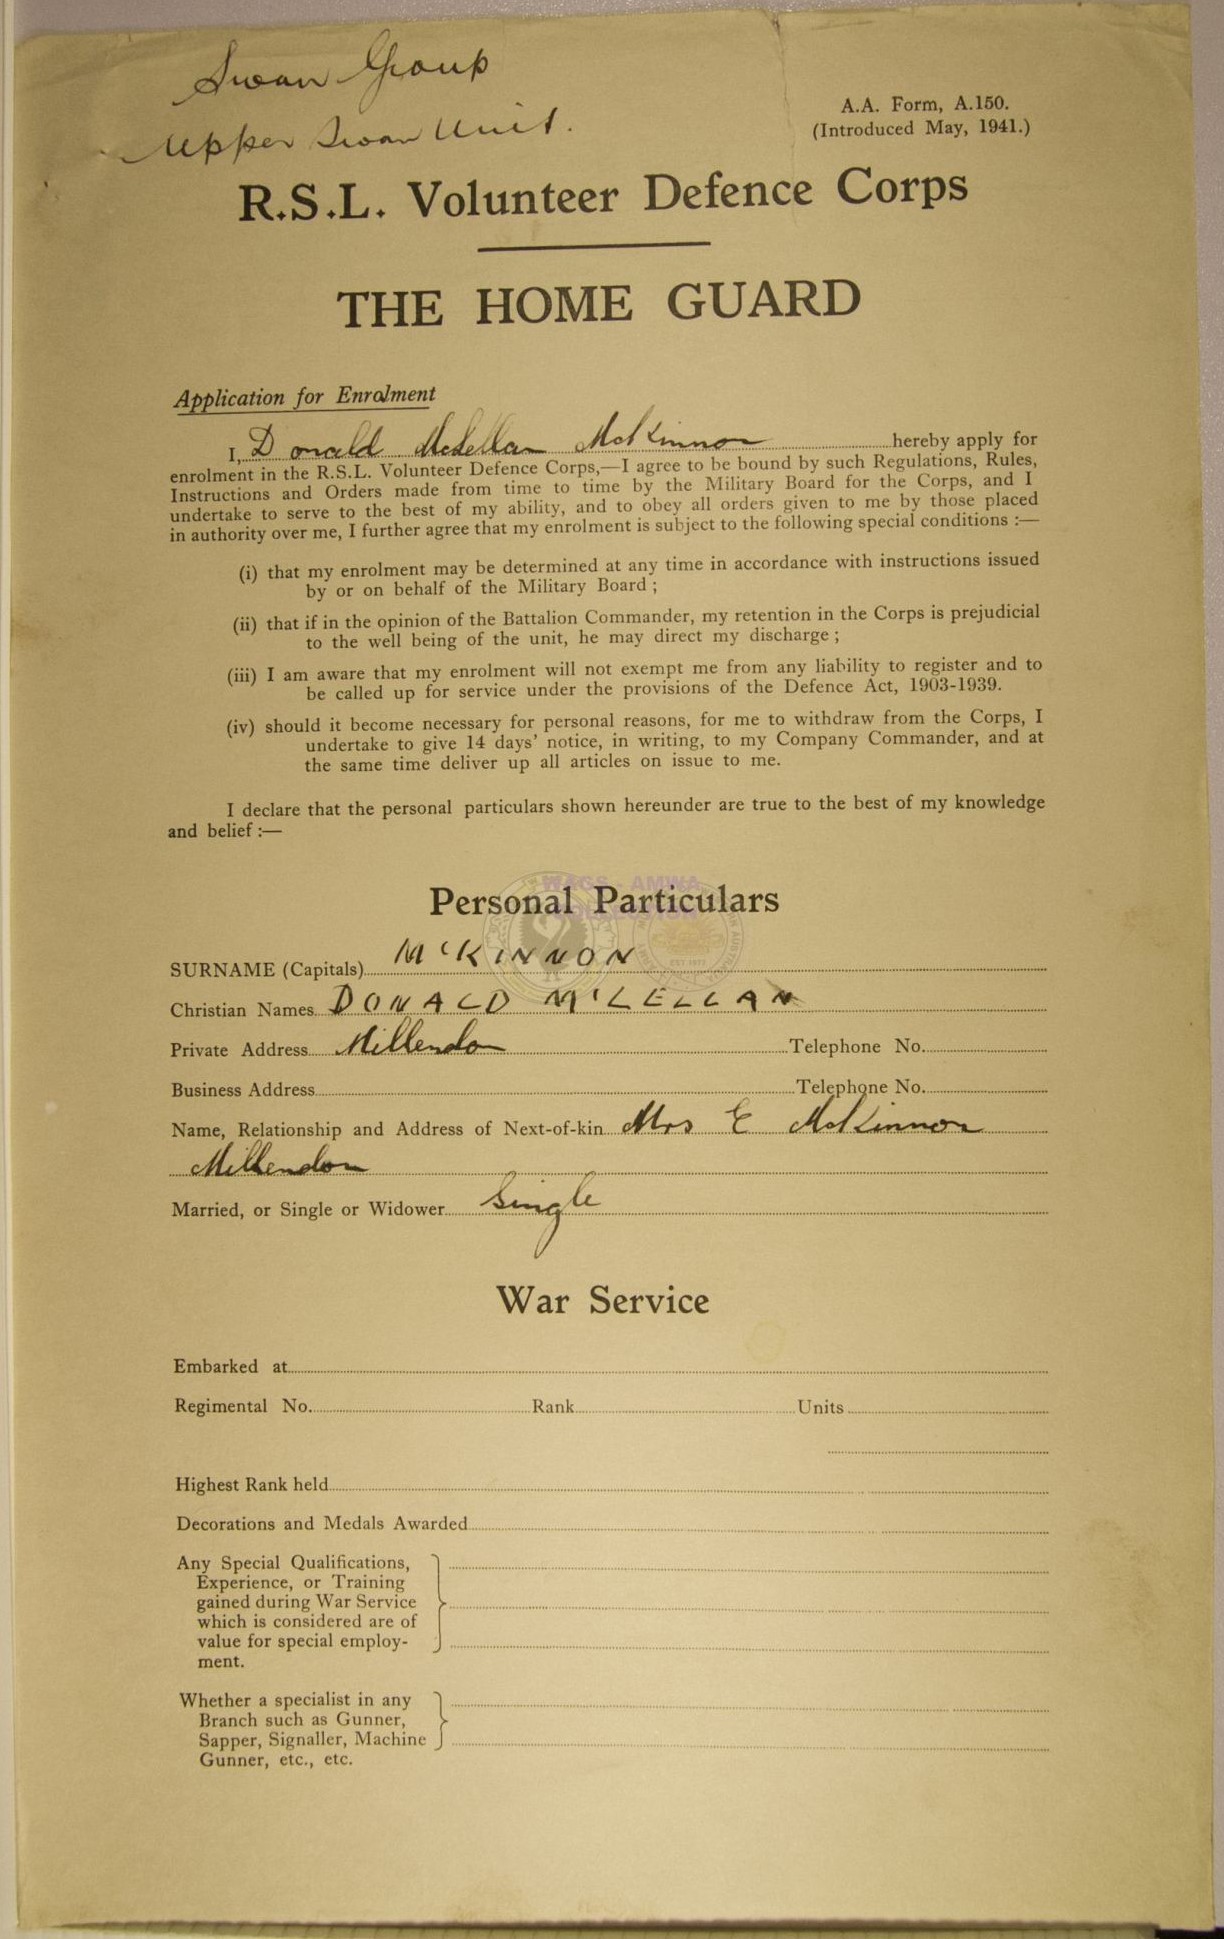 Swan Group
Upper Swan Unit.
A.A. Form, A.150.
(Introduced May, 1941.)
R.S.L. Volunteer Defence Corps
THE HOME GUARD
Application for Enrolment
I, Donald McLellan McKinnon hereby apply for
enrolment in the R.S.L. Volunteer Defence Corps,—I agree to be bound by such Regulations, Rules,
Instructions and Orders made from time to time by the Military Board for the Corps, and I
undertake to serve to the best of my ability, and to obey all orders given to me by those placed
in authority over me, I further agree that my enrolment is subject to the following special conditions :—
(i) that my enrolment may be determined at any time in accordance with instructions issued
by or on behalf of the Military Board ;
(ii) that if in the opinion of the Battalion Commander, my retention in the Corps is prejudicial
to the well being of the unit, he may direct my discharge ;
(iii) I am aware that my enrolment will not exempt me from any liability to register and to
be called up for service under the provisions of the Defence Act, 1903-1939.
(iv) should it become necessary for personal reasons, for me to withdraw from the Corps, I
undertake to give 14 days' notice, in writing, to my Company Commander, and at
the same time deliver up all articles on issue to me.
I declare that the personal particulars shown hereunder are true to the best of my knowledge
and belief :—
WAGS - AMWA
Personal Particulars
SURNAME (Capitals) McKINNON
Christian Names DONALD McLELLAN
Private Address Millendon Telephone No.
Business Address Telephone No.
Name, Relationship and Address of Next-of-kin Mrs E McKinnon
Millendon
Married, or Single or Widower Single
War Service
Embarked at
Regimental No. Rank Units
Highest Rank held
Decorations and Medals Awarded
Any Special Qualifications,
Experience, or Training
gained during War Service
which is considered are of
value for special employ-
ment.
Whether a specialist in any
Branch such as Gunner,
Sapper, Signaller, Machine
Gunner, etc., etc.